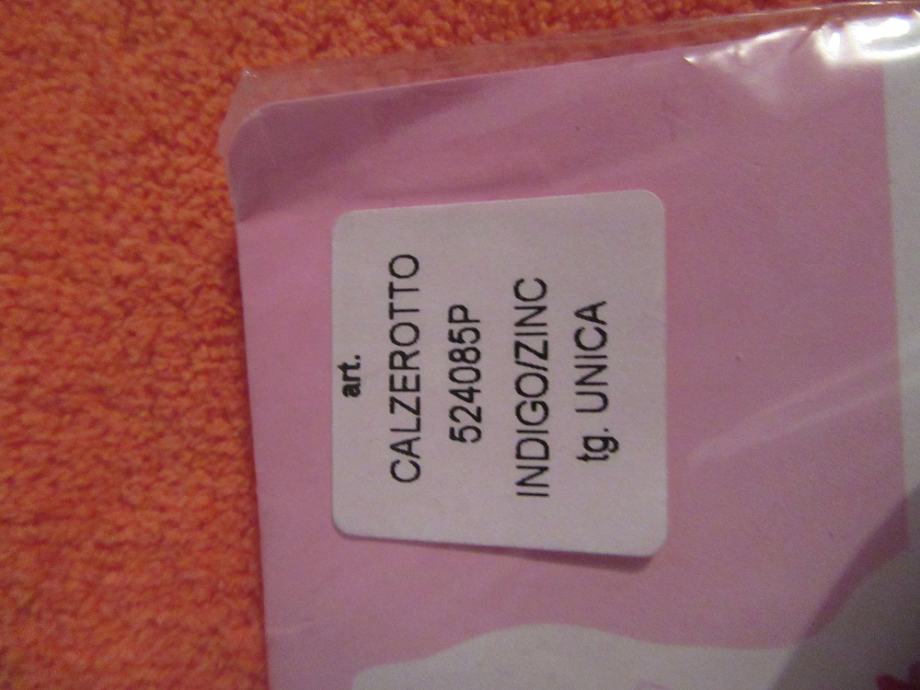 art.
CALZEROTTO
524085P
INDIGO/ZINC
tg. UNICA